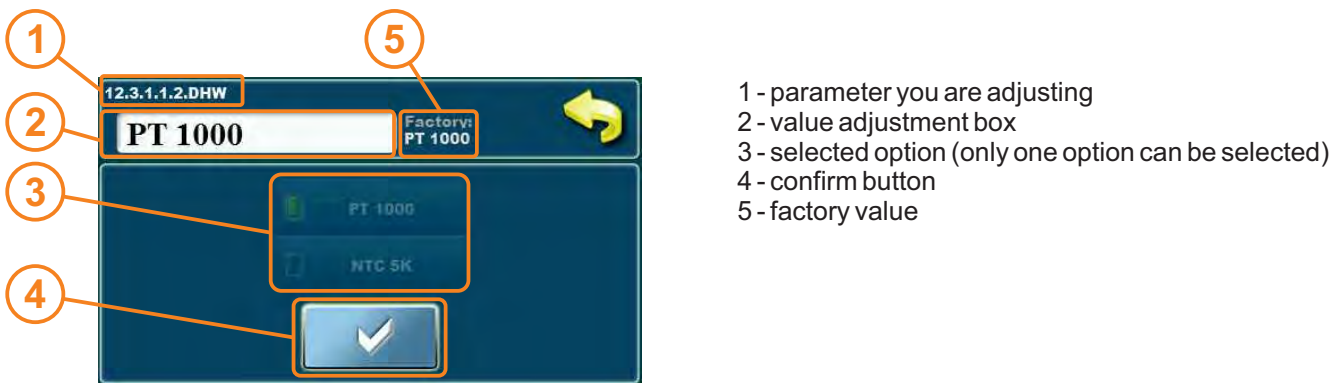 1
5
12.3.1.1.2.DHW
2
PT 1000
Factory:
PT 1000
3
PT 1000
NTC 5K
4
1 - parameter you are adjusting
2 - value adjustment box
3 - selected option (only one option can be selected)
4 - confirm button
5 - factory value